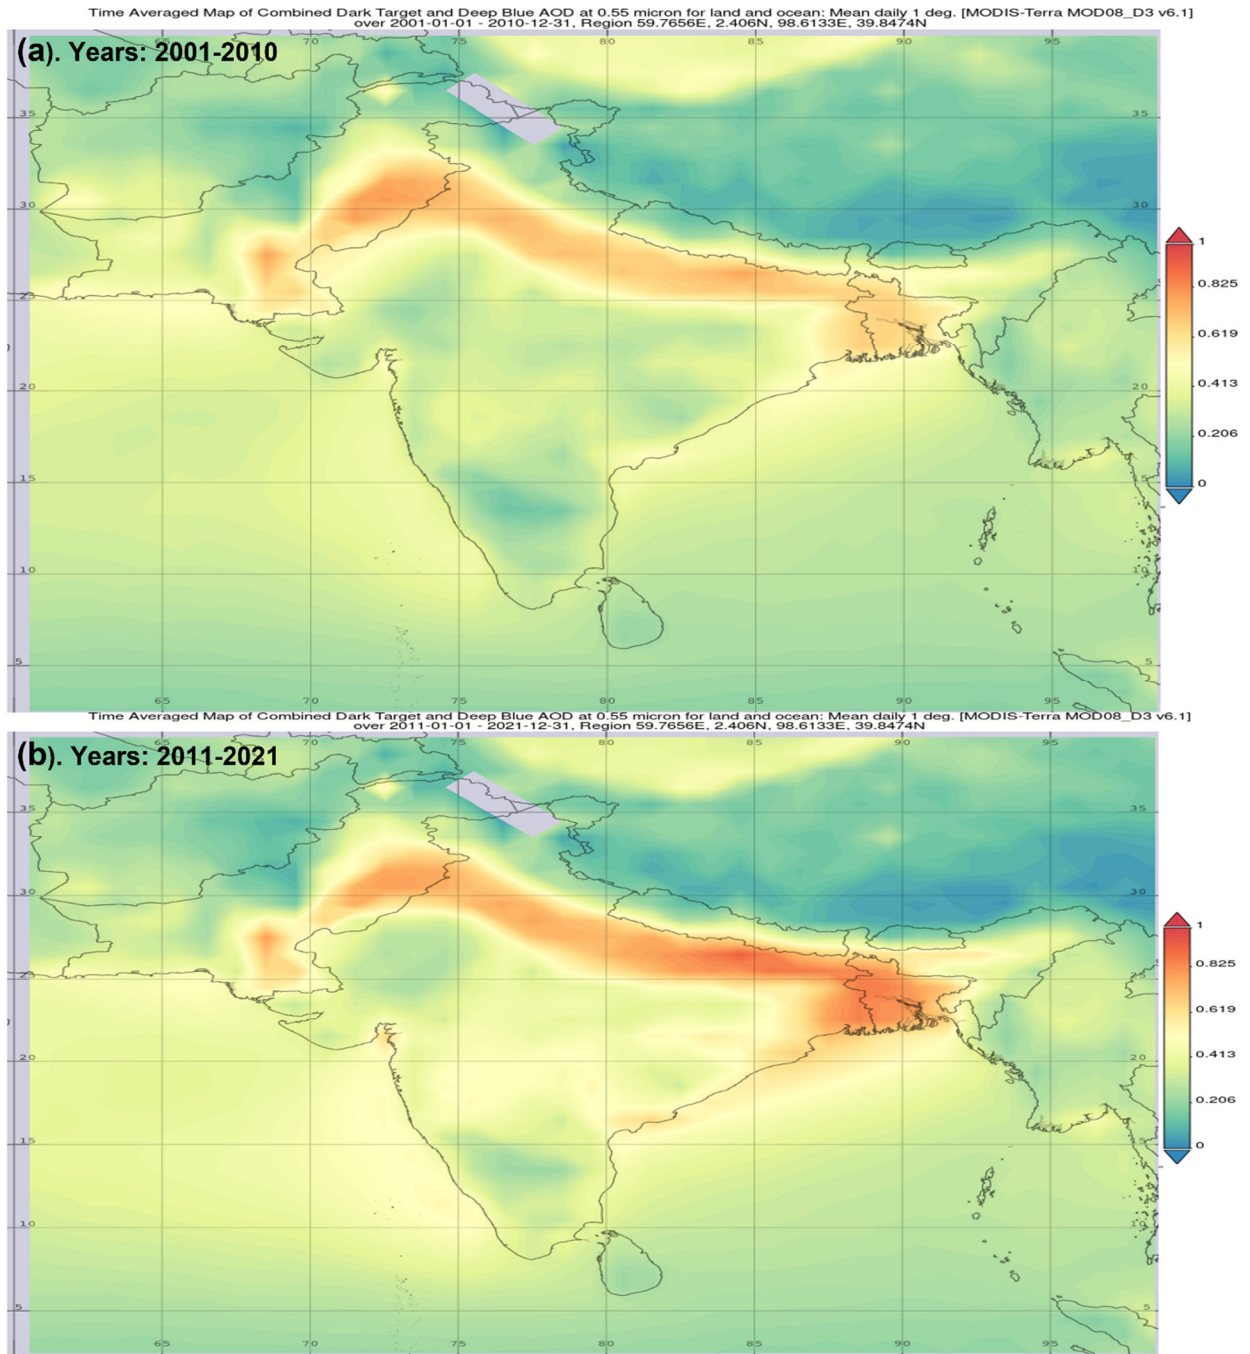 Time Averaged Map of Combined Dark Target and Deep Blue AOD at 0.55 micron for land and ocean: Mean daily 1 deg. [MODIS-Terra MOD08_D3 v6.1]
over 2001-01-01 - 2010-12-31, Region 59.7656E, 2.406N, 98.6133E, 39.8474N
(a). Years: 2001-2010
75 80 85 90 95
35 35
30 30
25 25
20 20
15 15
10 10
5 5
65 70 75 80 85 90 95
1
0.825
0.619
0.413
0.206
0
Time Averaged Map of Combined Dark Target and Deep Blue AOD at 0.55 micron for land and ocean: Mean daily 1 deg. [MODIS-Terra MOD08_D3 v6.1]
over 2011-01-01 - 2021-12-31, Region 59.7656E, 2.406N, 98.6133E, 39.8474N
(b). Years: 2011-2021
75 80 85 90 95
35 35
30 30
25 25
20 20
15 15
10 10
5 5
65 70 75 80 85 90 95
1
0.825
0.619
0.413
0.206
0